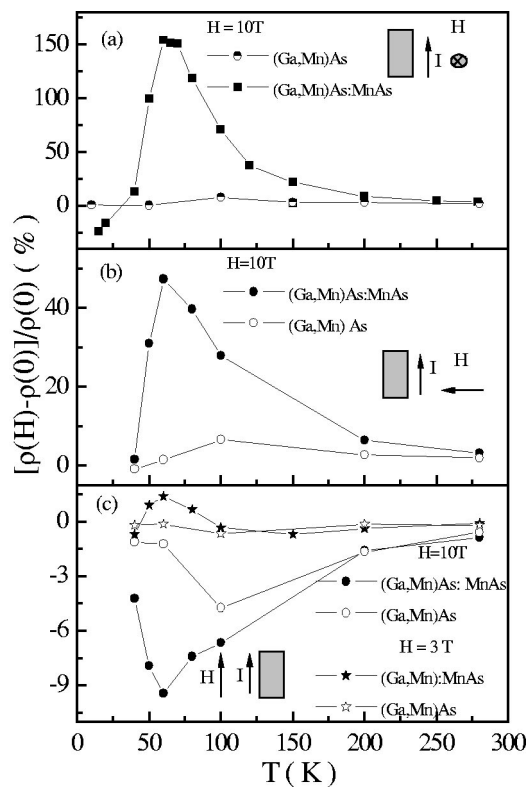 (a)
H = 10T
(Ga,Mn)As
(Ga,Mn)As:MnAs
H
I
150
100
50
0
(b)
H=10T
(Ga,Mn)As:MnAs
(Ga,Mn) As
I
H
40
20
0
[ρ(H)-ρ(0)]/ρ(0) ( % )
(c)
H=10T
(Ga,Mn)As: MnAs
(Ga,Mn)As
H = 3 T
(Ga,Mn):MnAs
(Ga,Mn)As
H
I
0
-3
-6
-9
0 50 100 150 200 250 300
T ( K )